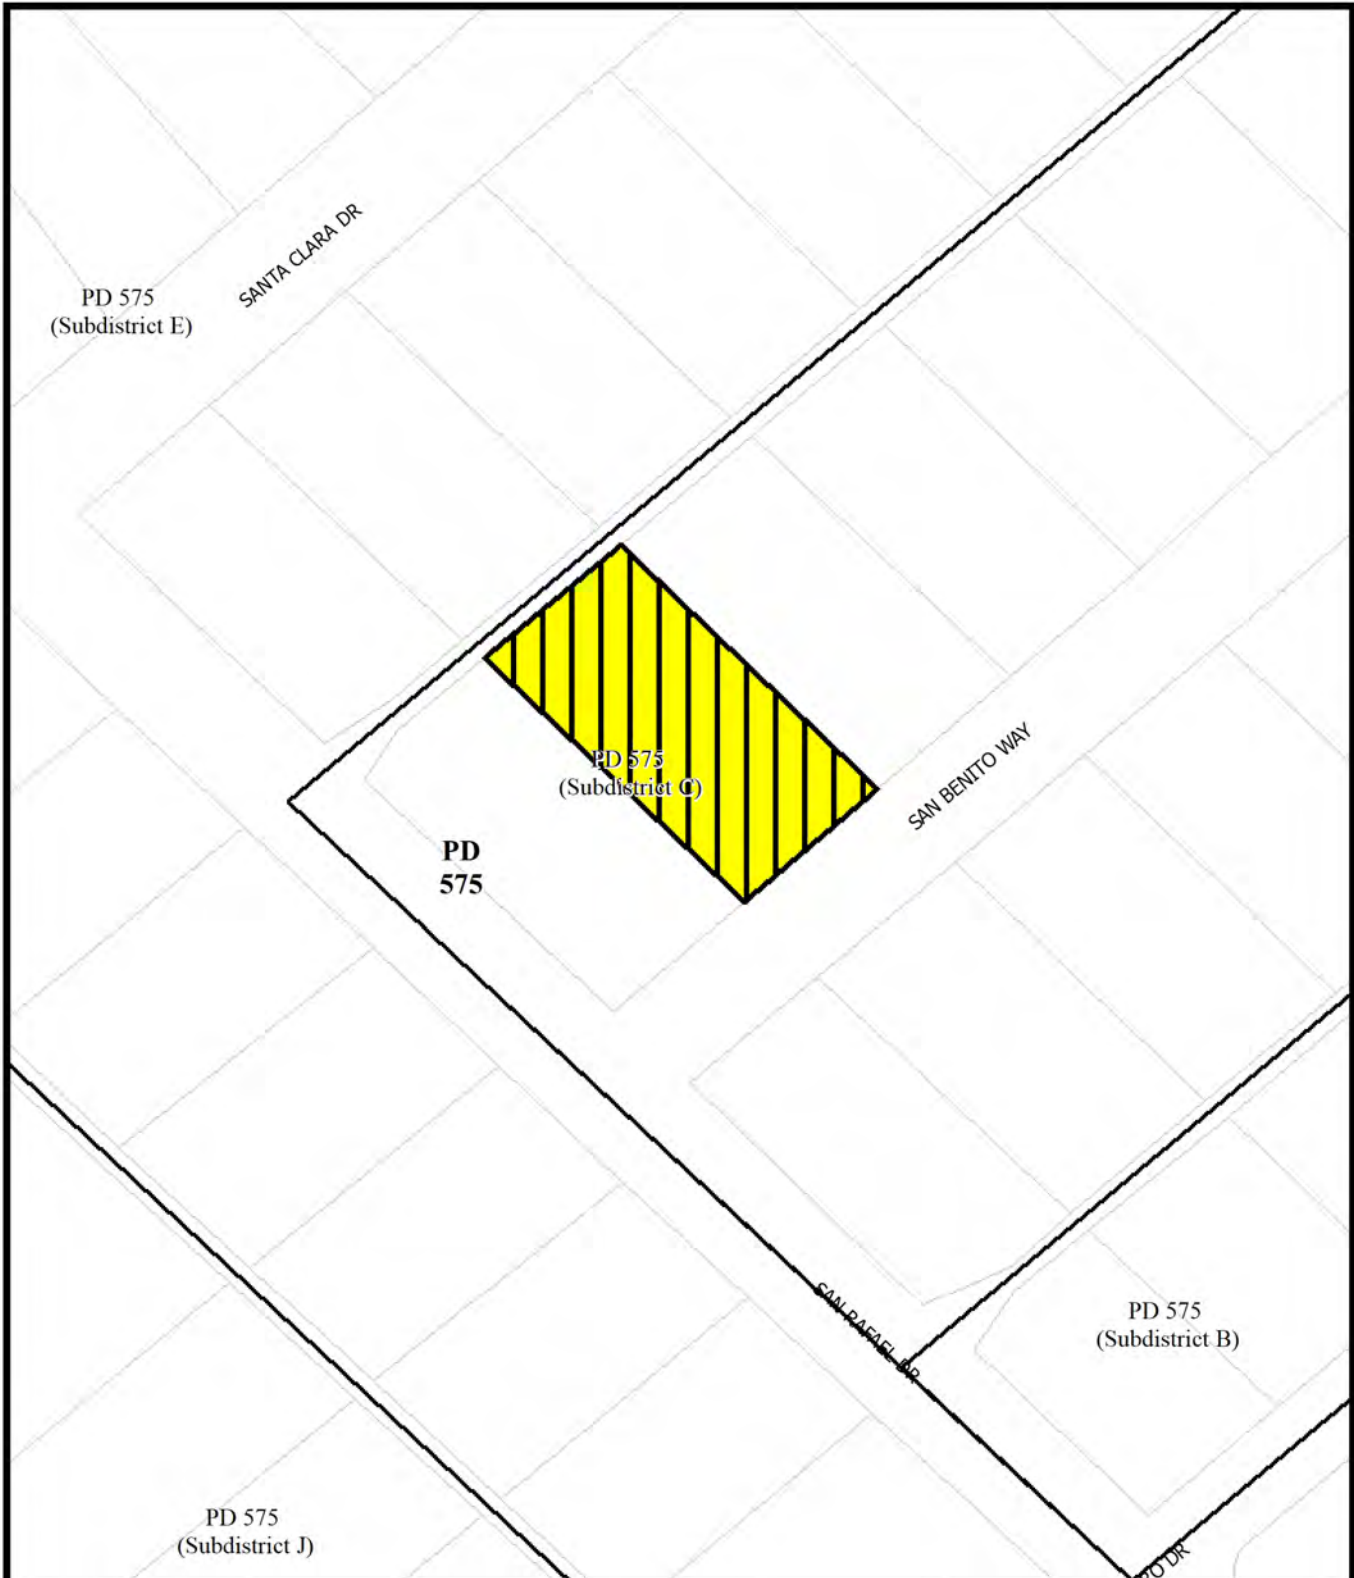 SANTA CLARA DR
PD 575
(Subdistrict E)
PD 575
(Subdistrict C)
SAN BENITO WAY
PD
575
SAN RAFAEL DR
PD 575
(Subdistrict B)
PD 575
(Subdistrict J)
DR